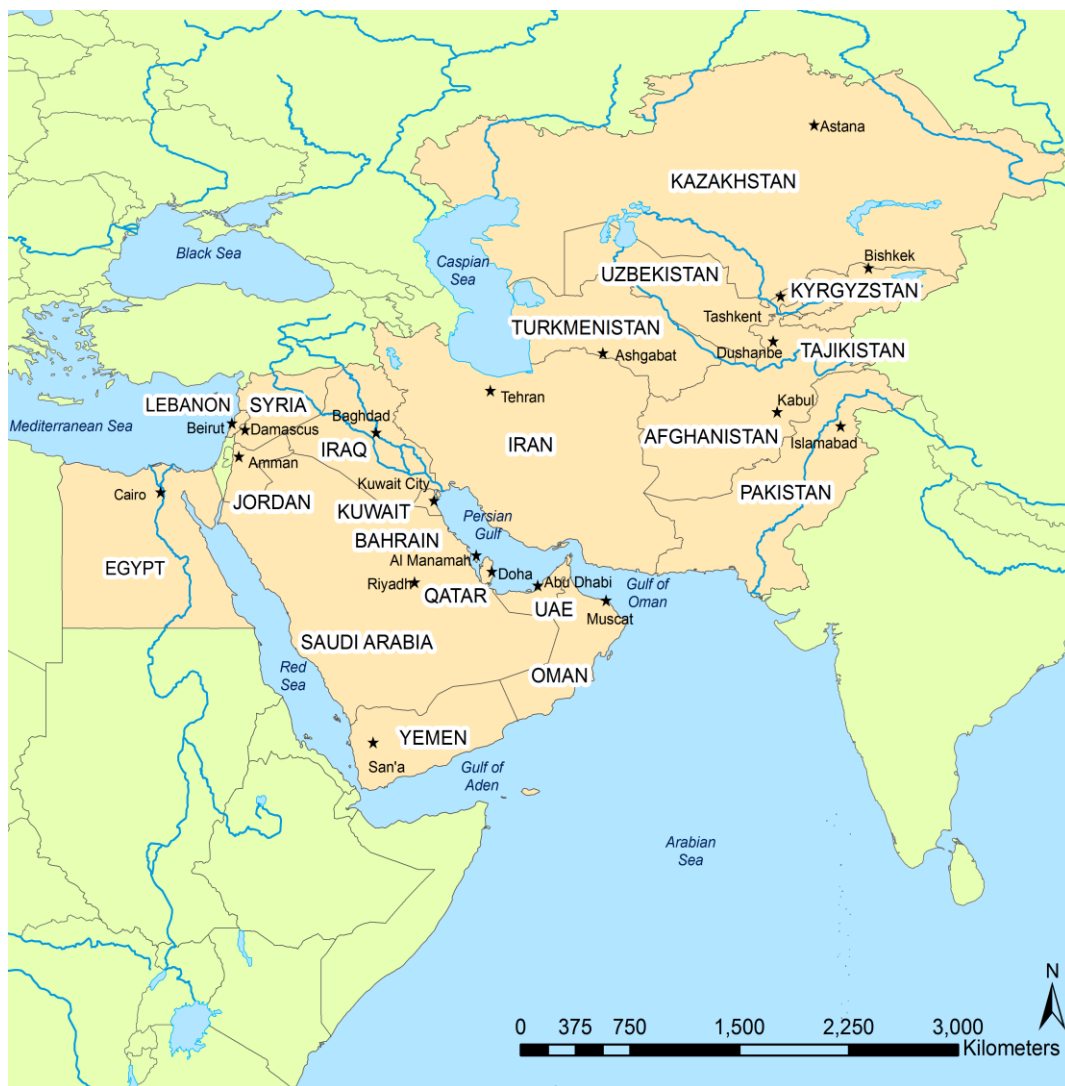 Astana
KAZAKHSTAN
Black Sea
Caspian
Sea
Bishkek
UZBEKISTAN
KYRGYZSTAN
Tashkent
TURKMENISTAN
Dushanbe
TAJIKISTAN
Ashgabat
Tehran
LEBANON
SYRIA
Kabul
Mediterranean Sea
Beirut
Damascus
Baghdad
IRAQ
IRAN
AFGHANISTAN
Islamabad
Amman
Cairo
JORDAN
Kuwait City
KUWAIT
PAKISTAN
Persian
Gulf
BAHRAIN
Al Manamah
EGYPT
Riyadh
Doha
QATAR
Abu Dhabi
UAE
Gulf of
Oman
Muscat
SAUDI ARABIA
Red
Sea
OMAN
YEMEN
San'a
Gulf of
Aden
Arabian
Sea
N
0 375 750 1,500 2,250 3,000
Kilometers